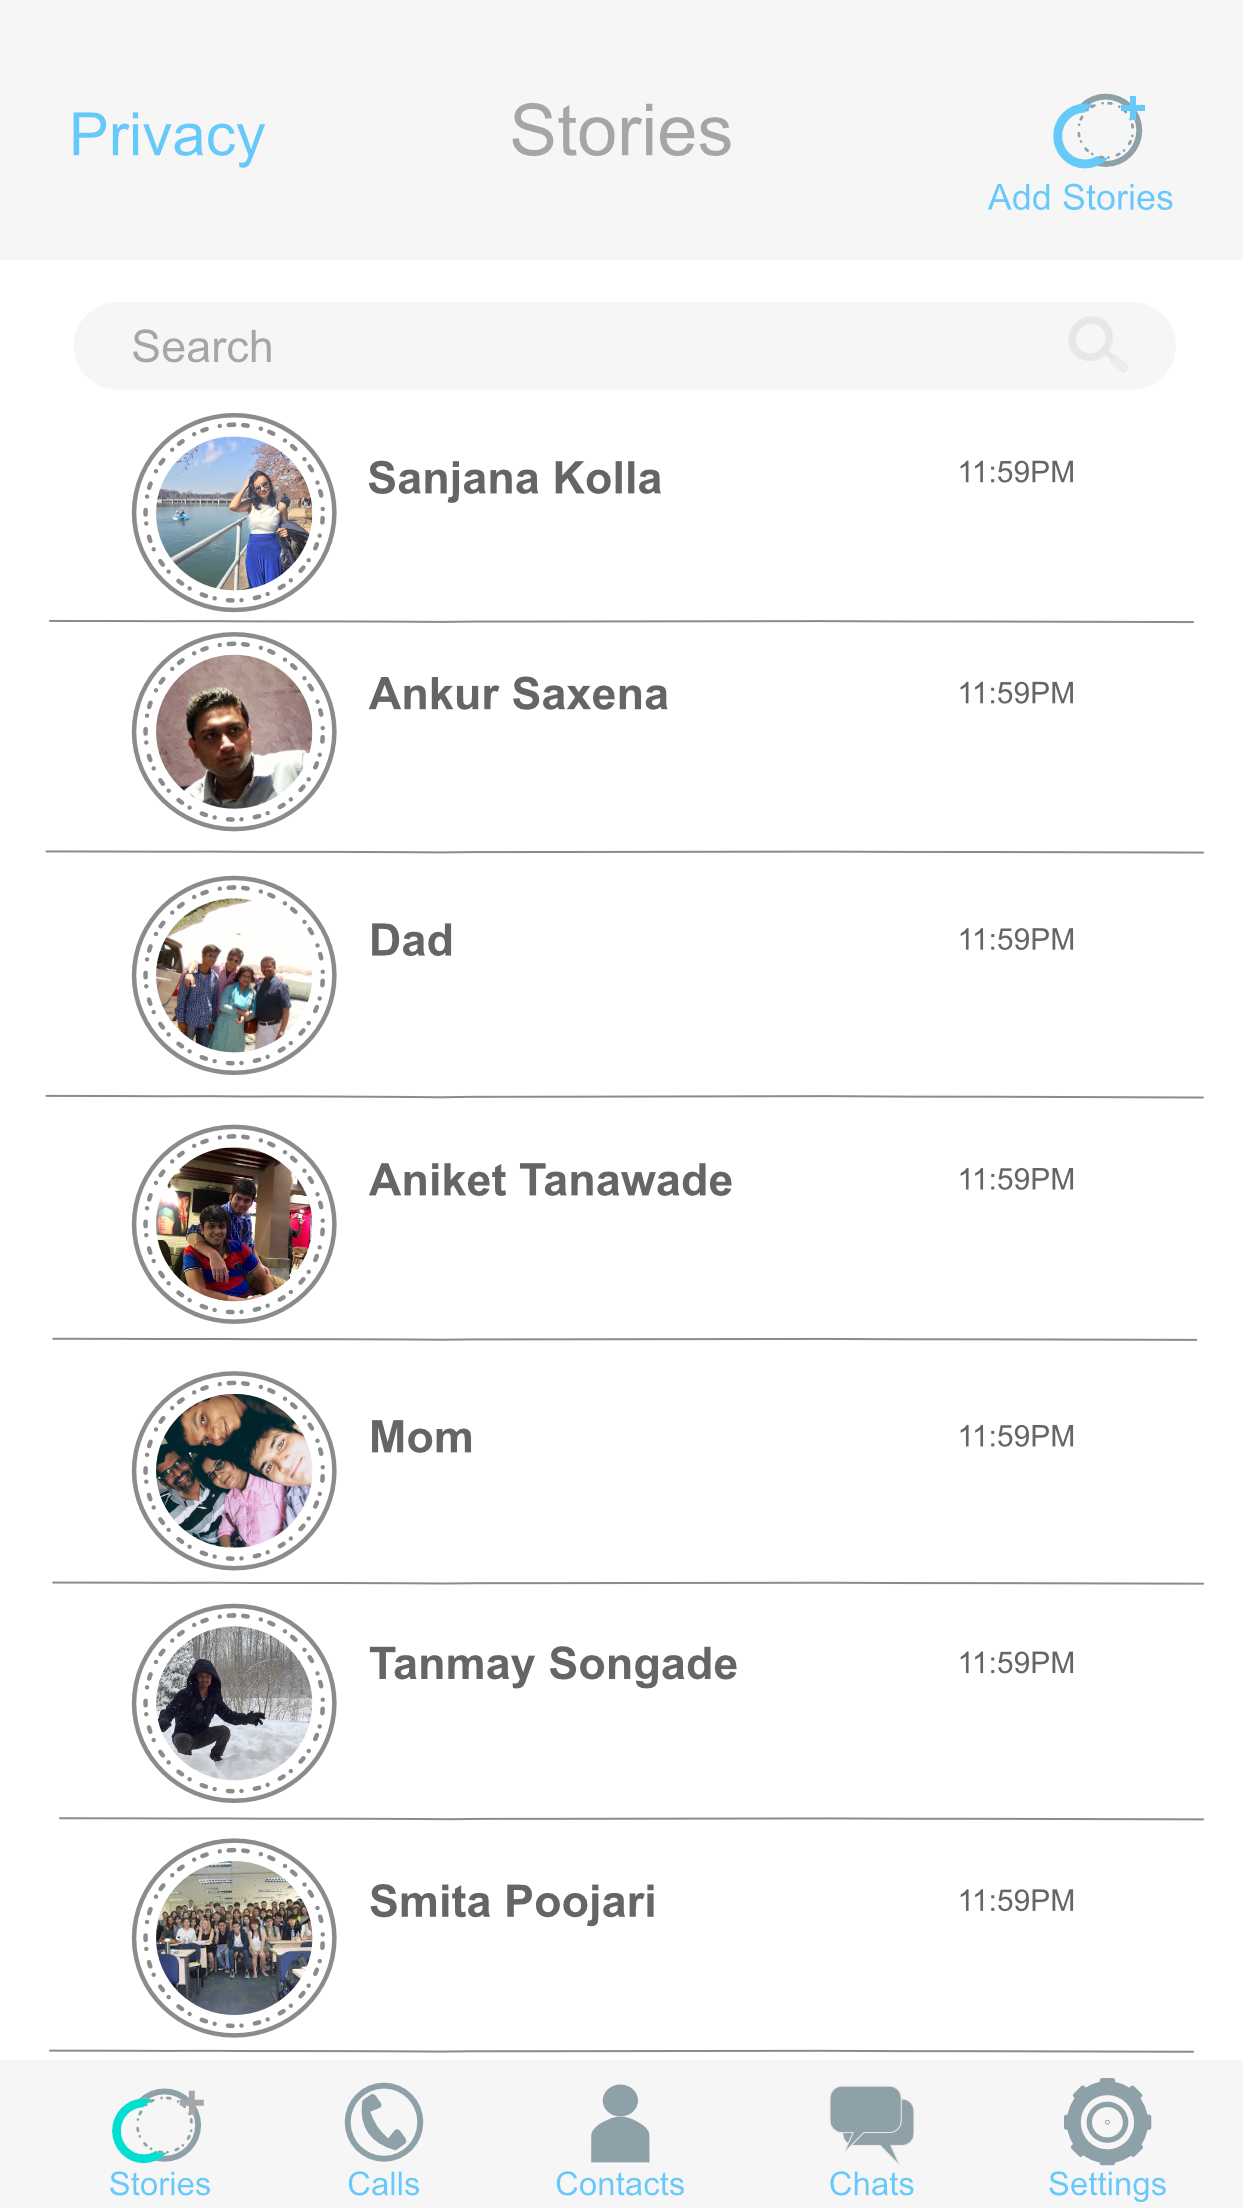 Privacy
Stories
Add Stories
Search
Sanjana Kolla 11:59PM
Ankur Saxena 11:59PM
Dad 11:59PM
Aniket Tanawade 11:59PM
Mom 11:59PM
Tanmay Songade 11:59PM
Smita Poojari 11:59PM
Stories Calls Contacts Chats Settings